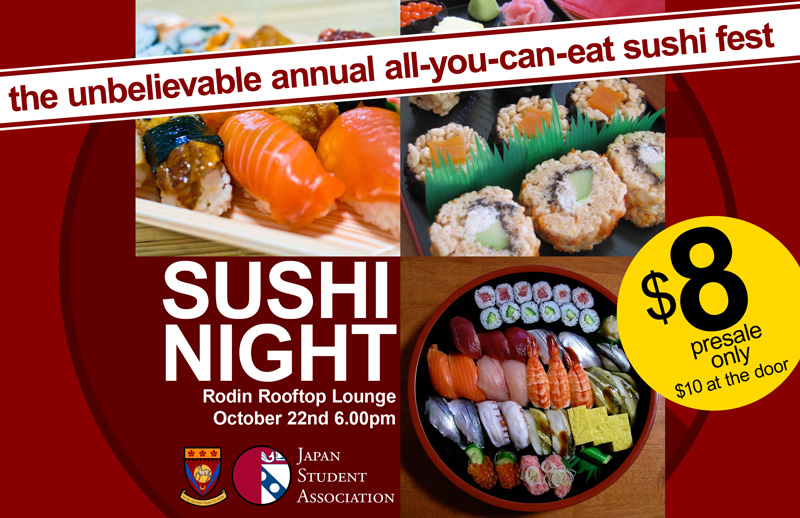 the unbelievable annual all-you-can-eat sushi fest
$8
presale
only
$10 at the door
SUSHI
NIGHT
Rodin Rooftop Lounge
October 22nd 6.00pm
JAPAN
STUDENT
ASSOCIATION